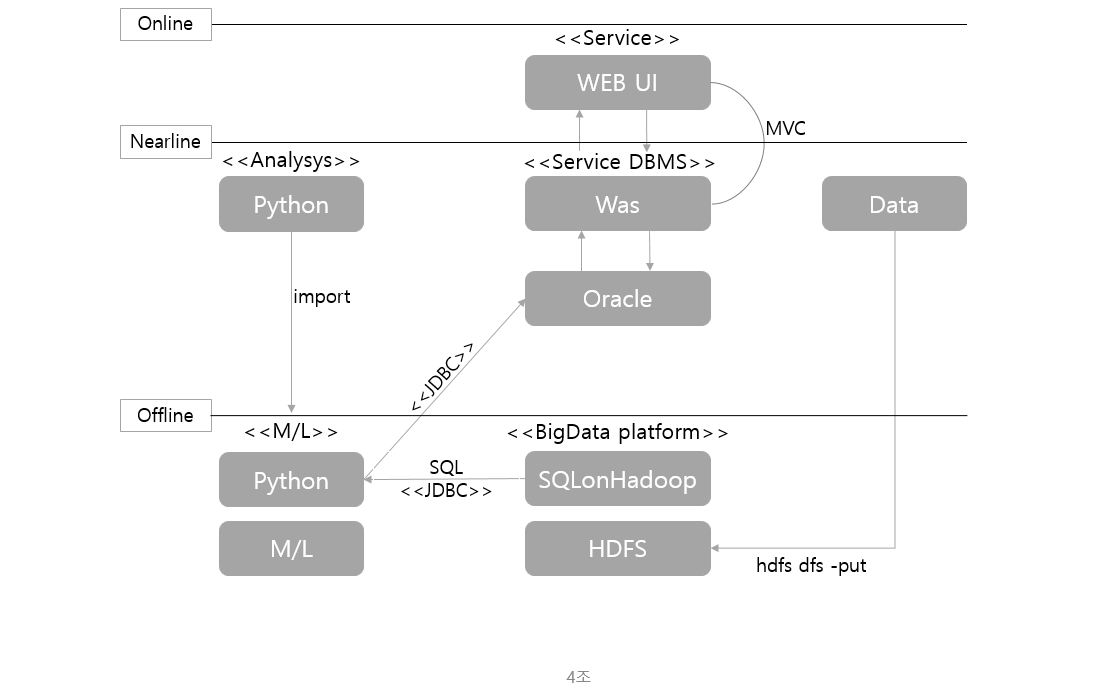 Online
<<Service>>
WEB UI
MVC
Nearline
<<Analysys>>
<<Service DBMS>>
Python
Was
Data
import
Oracle
<<JDBC>>
Offline
<<M/L>>
<<BigData platform>>
Python
SQL
<<JDBC>>
SQLonHadoop
M/L
HDFS
hdfs dfs -put
4조